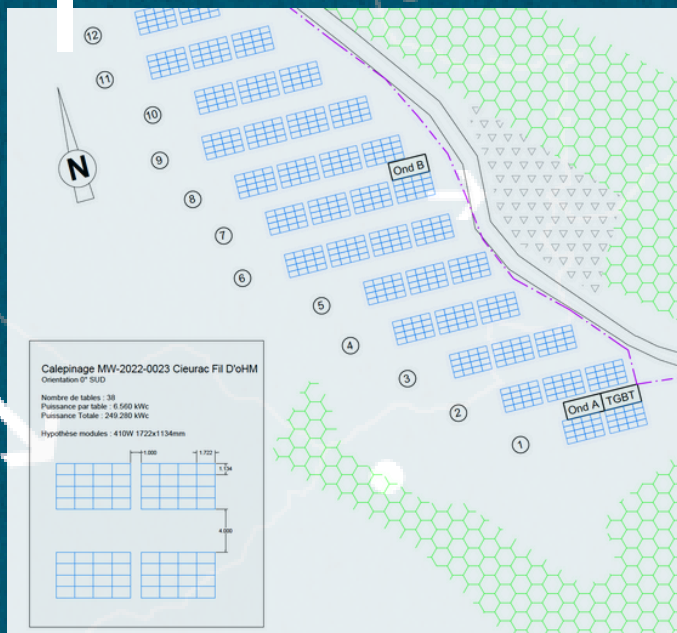 12
11
10
9
8
7
6
5
4
3
2
1
N
Ond B
Ond A
TGBT
Calepinage MW-2022-0023 Cieurac Fil D'oHM
Orientation 0° SUD
Nombre de tables : 38
Puissance par table : 6.560 kWc
Puissance Totale : 249.280 kWc
Hypothése modules : 410W 1722x1134mm
1.000
1.722
1.134
4.000